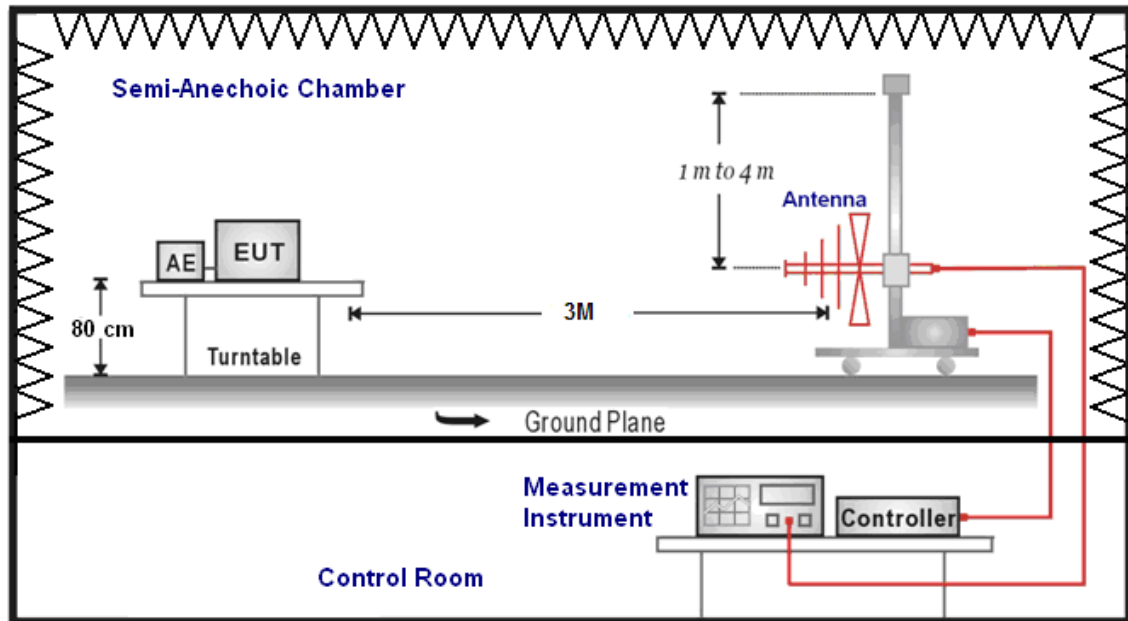 Semi-Anechoic Chamber
1 m to 4 m
Antenna
AE
EUT
80 cm
3M
Turntable
Ground Plane
Measurement
Instrument
Controller
Control Room